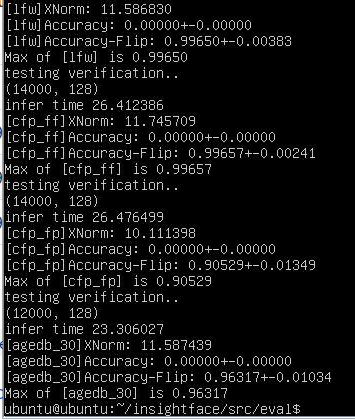 [lfw]XNorm: 11.586830
[lfw]Accuracy: 0.00000+-0.00000
[lfw]Accuracy-Flip: 0.99650+-0.00383
Max of [lfw] is 0.99650
testing verification..
(14000, 128)
infer time 26.412386
[cfp_ff]XNorm: 11.745709
[cfp_ff]Accuracy: 0.00000+-0.00000
[cfp_ff]Accuracy-Flip: 0.99657+-0.00241
Max of [cfp_ff] is 0.99657
testing verification..
(14000, 128)
infer time 26.476499
[cfp_fp]XNorm: 10.111398
[cfp_fp]Accuracy: 0.00000+-0.00000
[cfp_fp]Accuracy-Flip: 0.90529+-0.01349
Max of [cfp_fp] is 0.90529
testing verification..
(12000, 128)
infer time 23.306027
[agedb_30]XNorm: 11.587439
[agedb_30]Accuracy: 0.00000+-0.00000
[agedb_30]Accuracy-Flip: 0.96317+-0.01034
Max of [agedb_30] is 0.96317
ubuntu@ubuntu:~/insightface/src/eval$